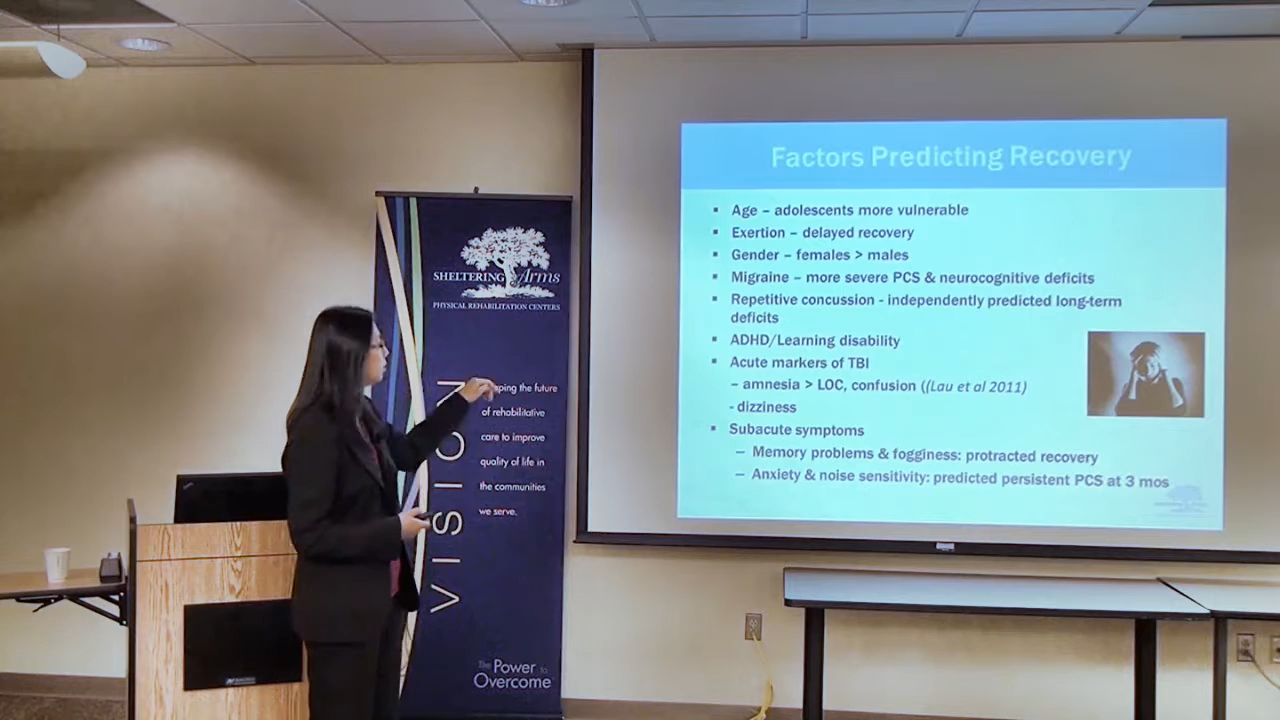 Factors Predicting Recovery
▪ Age – adolescents more vulnerable
▪ Exertion – delayed recovery
▪ Gender – females > males
▪ Migraine – more severe PCS & neurocognitive deficits
▪ Repetitive concussion - independently predicted long-term
deficits
▪ ADHD/Learning disability
▪ Acute markers of TBI
– amnesia > LOC, confusion ((Lau et al 2011)
- dizziness
▪ Subacute symptoms
– Memory problems & fogginess: protracted recovery
– Anxiety & noise sensitivity: predicted persistent PCS at 3 mos
SHELTERING Arms
PHYSICAL REHABILITATION CENTERS
VISION
the future
of rehabilitative
care to improve
quality of life in
the communities
we serve.
The Power to
Overcome